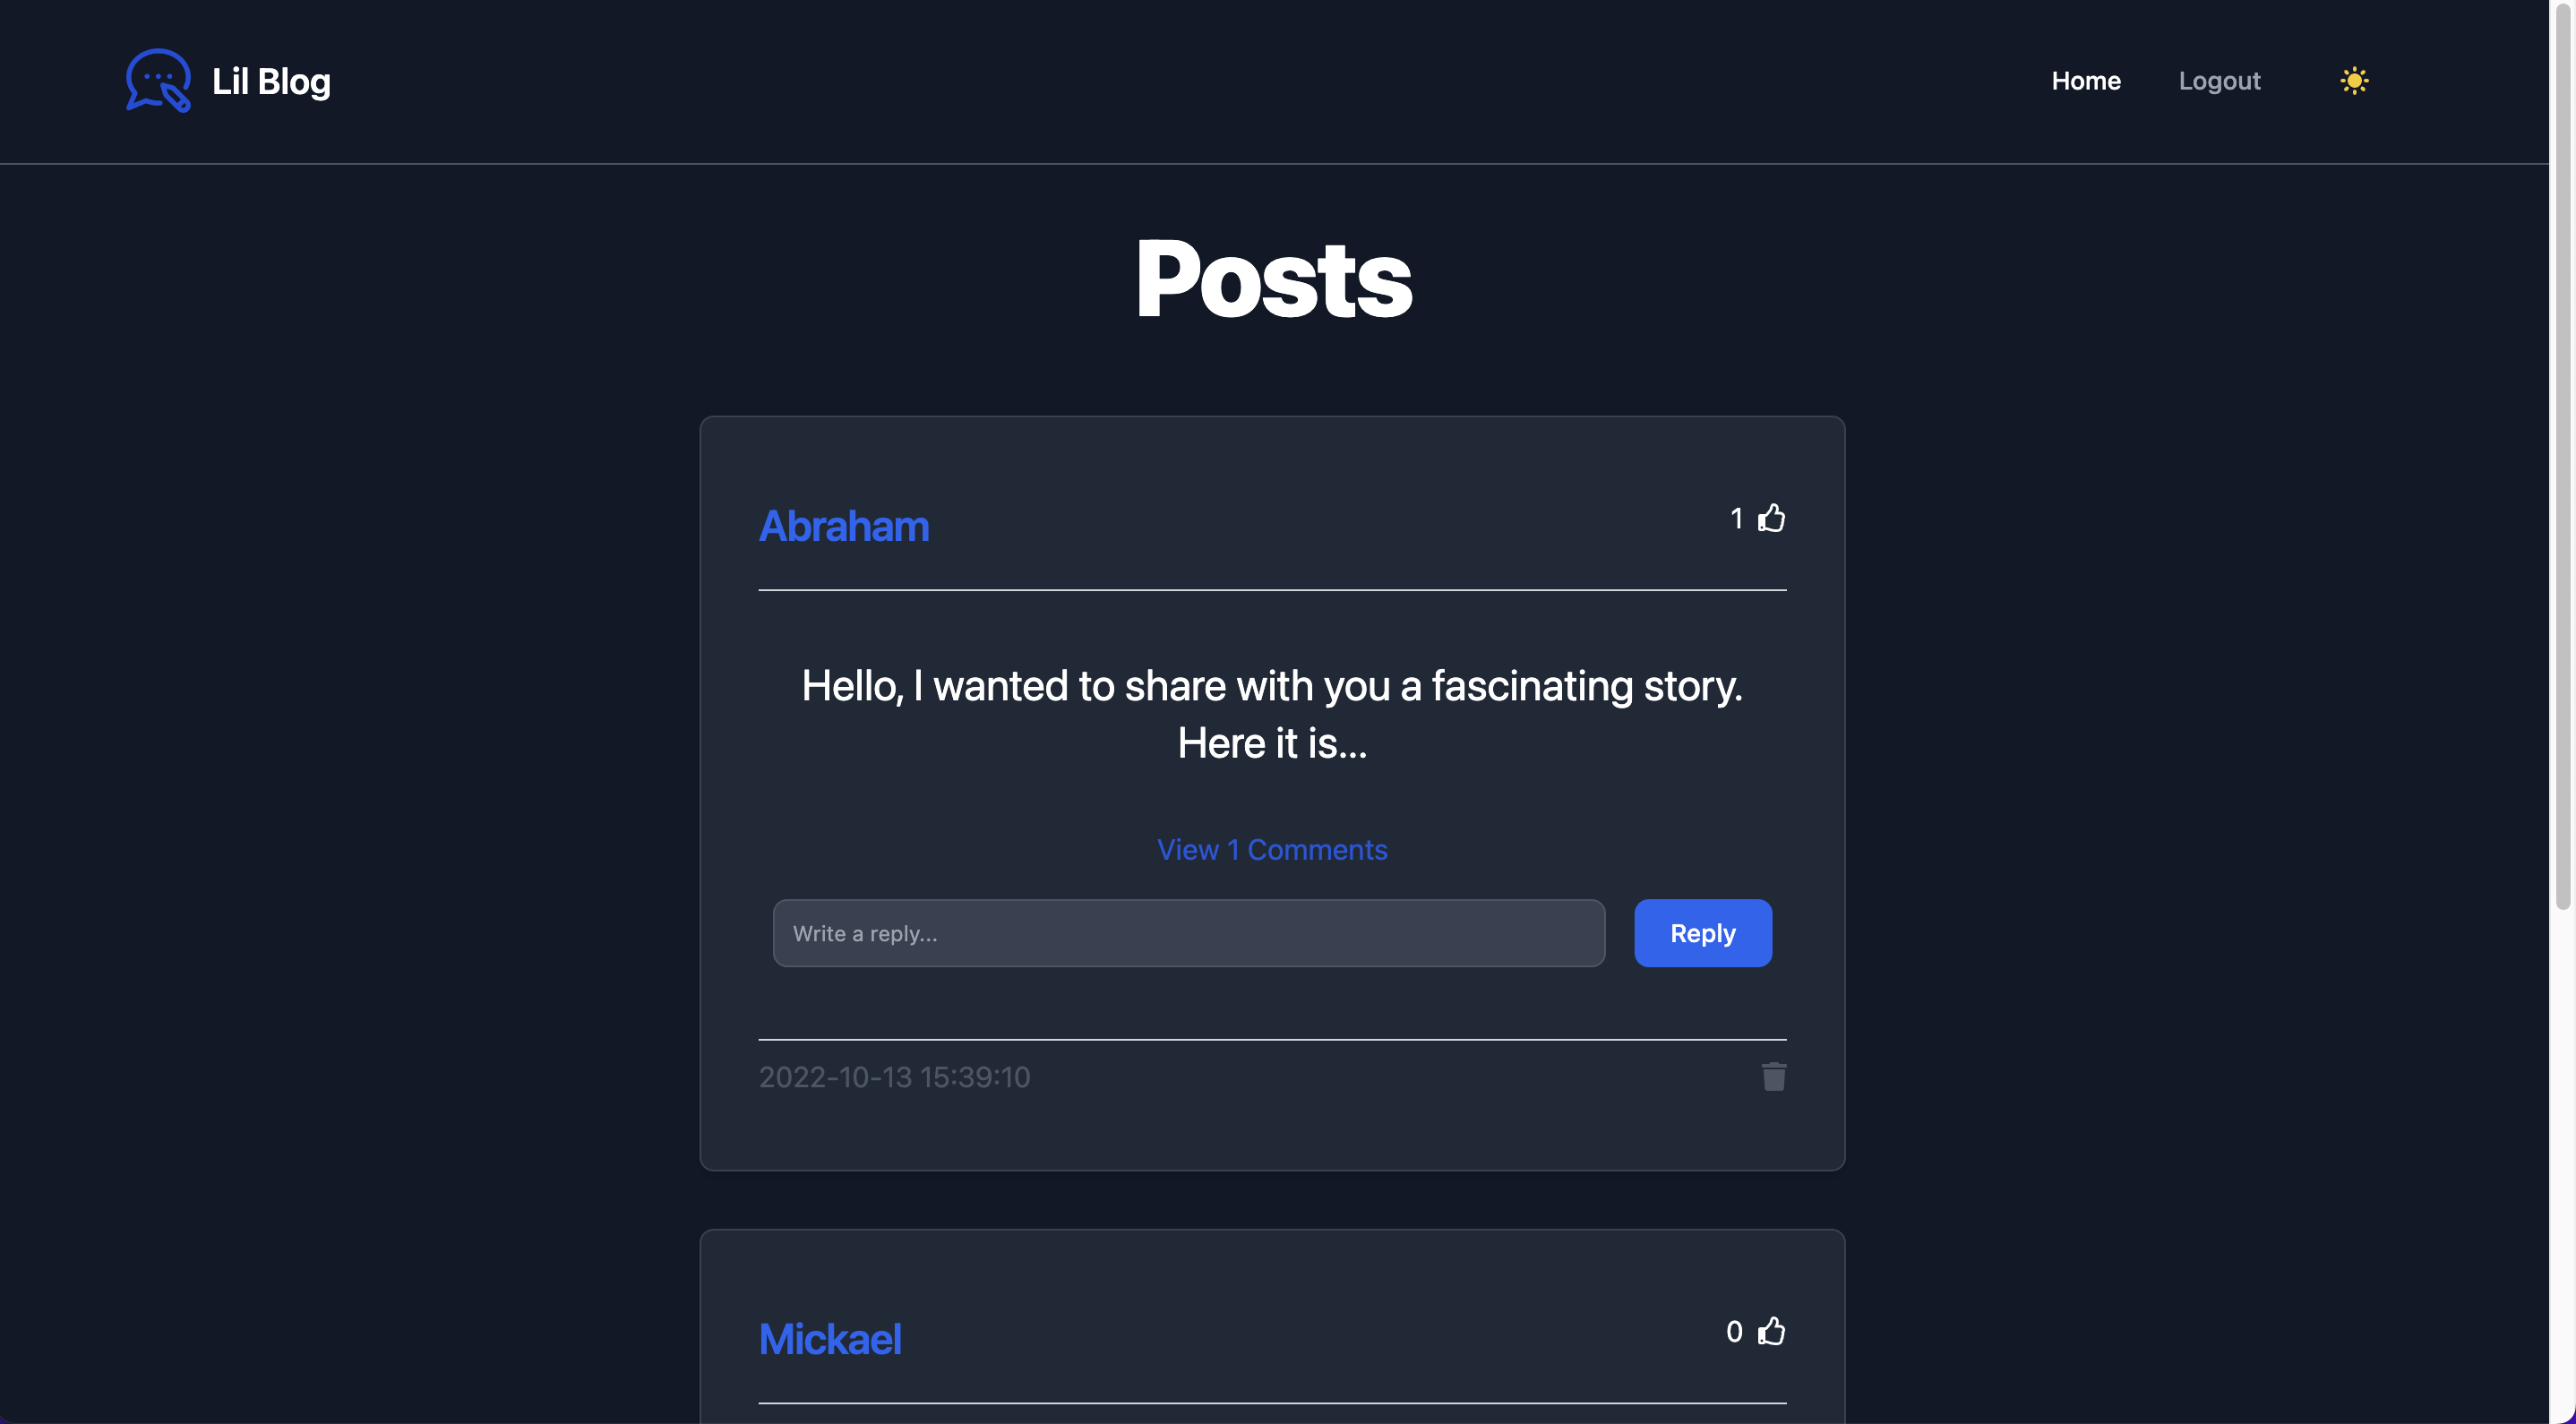 Lil Blog
Home
Logout
Posts
Abraham
1
Hello, I wanted to share with you a fascinating story.
Here it is...
View 1 Comments
Write a reply...
Reply
2022-10-13 15:39:10
Mickael
0